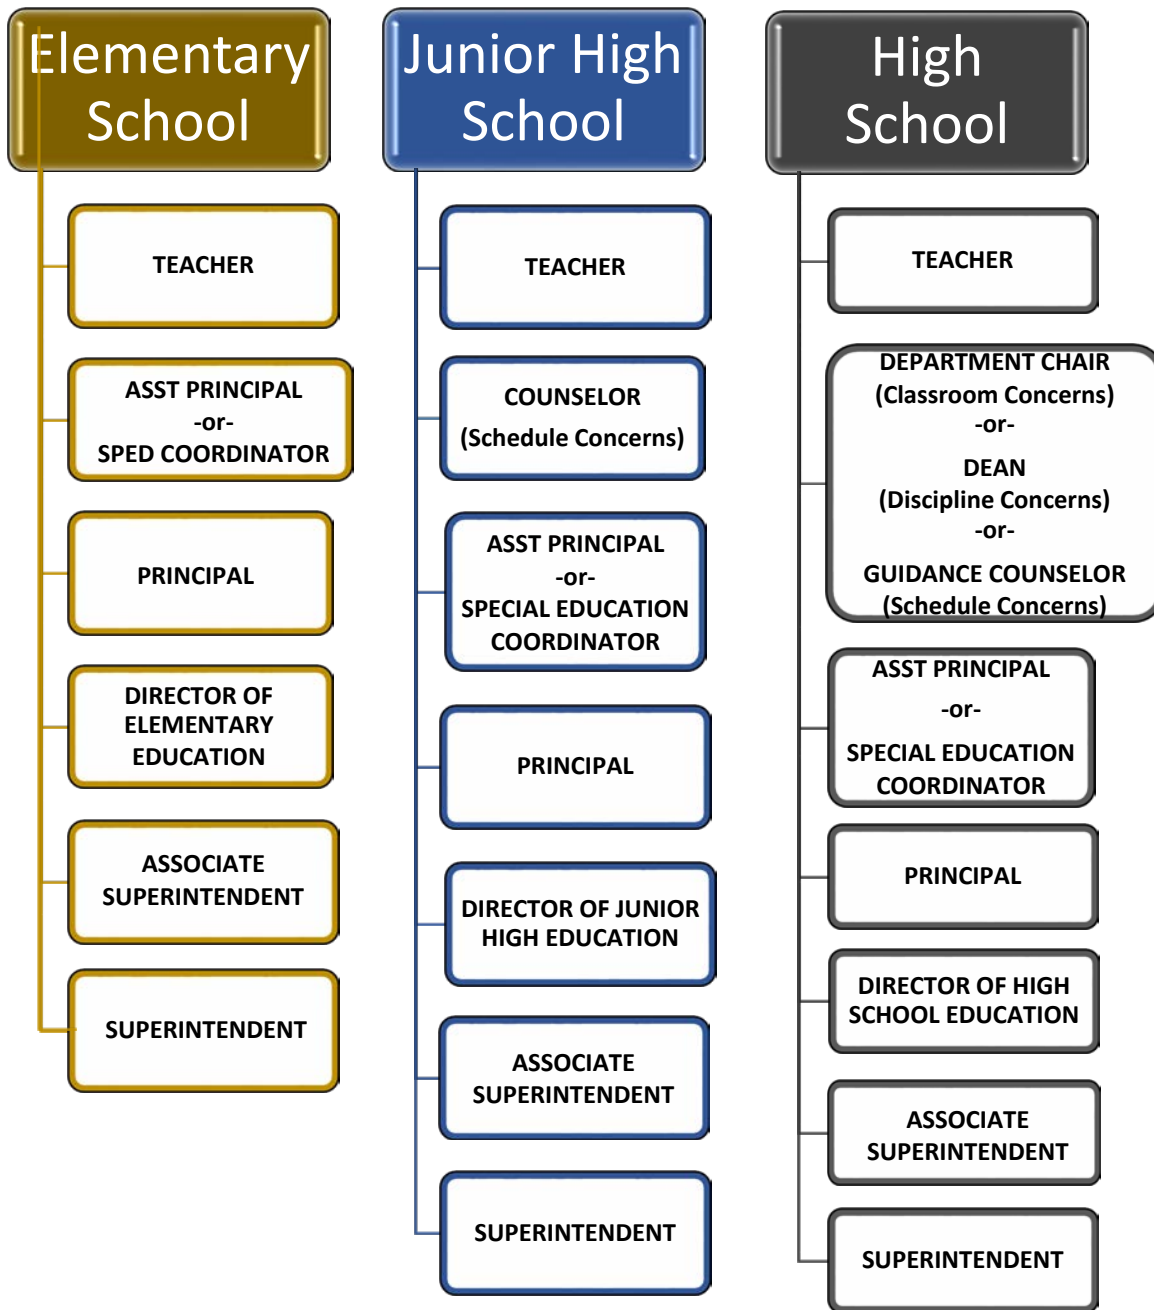 Elementary
School
TEACHER
ASST PRINCIPAL
-or-
SPED COORDINATOR
PRINCIPAL
DIRECTOR OF
ELEMENTARY
EDUCATION
ASSOCIATE
SUPERINTENDENT
SUPERINTENDENT
Junior High
School
TEACHER
COUNSELOR
(Schedule Concerns)
ASST PRINCIPAL
-or-
SPECIAL EDUCATION
COORDINATOR
PRINCIPAL
DIRECTOR OF JUNIOR
HIGH EDUCATION
ASSOCIATE
SUPERINTENDENT
SUPERINTENDENT
High
School
TEACHER
DEPARTMENT CHAIR
(Classroom Concerns)
-or-
DEAN
(Discipline Concerns)
-or-
GUIDANCE COUNSELOR
(Schedule Concerns)
ASST PRINCIPAL
-or-
SPECIAL EDUCATION
COORDINATOR
PRINCIPAL
DIRECTOR OF HIGH
SCHOOL EDUCATION
ASSOCIATE
SUPERINTENDENT
SUPERINTENDENT